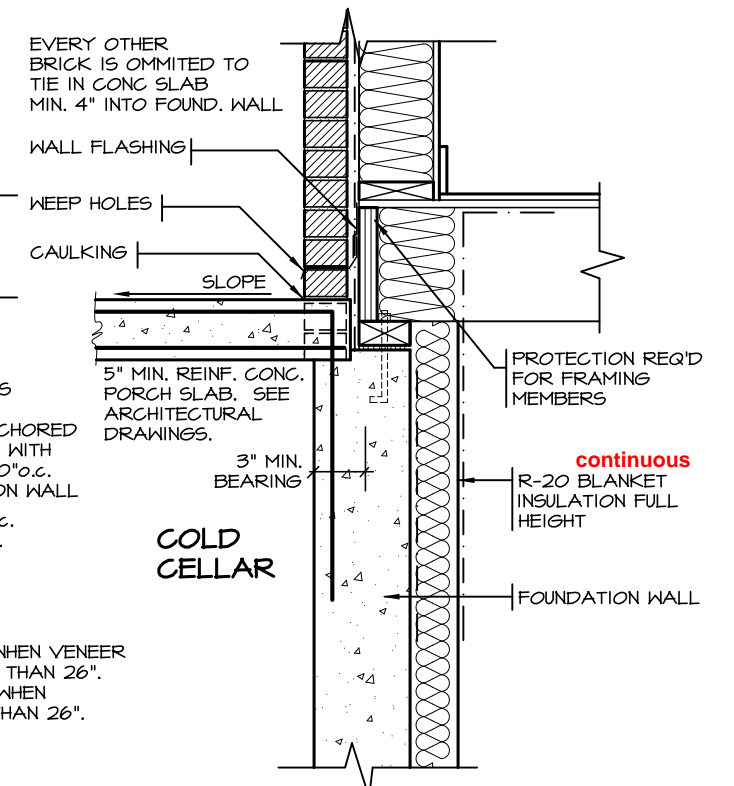 EVERY OTHER
BRICK IS OMMITED TO
TIE IN CONC SLAB
MIN. 4" INTO FOUND. WALL
WALL FLASHING
WEEP HOLES
CAULKING
SLOPE
5" MIN. REINF. CONC.
PORCH SLAB. SEE
ARCHITECTURAL
DRAWINGS.
3" MIN.
BEARING
COLD
CELLAR
PROTECTION REQ'D
FOR FRAMING
MEMBERS
continuous
R-20 BLANKET
INSULATION FULL
HEIGHT
FOUNDATION WALL
S
CHORED
WITH
0"o.c.
ON WALL
c.
WHEN VENEER
THAN 26".
WHEN
THAN 26".